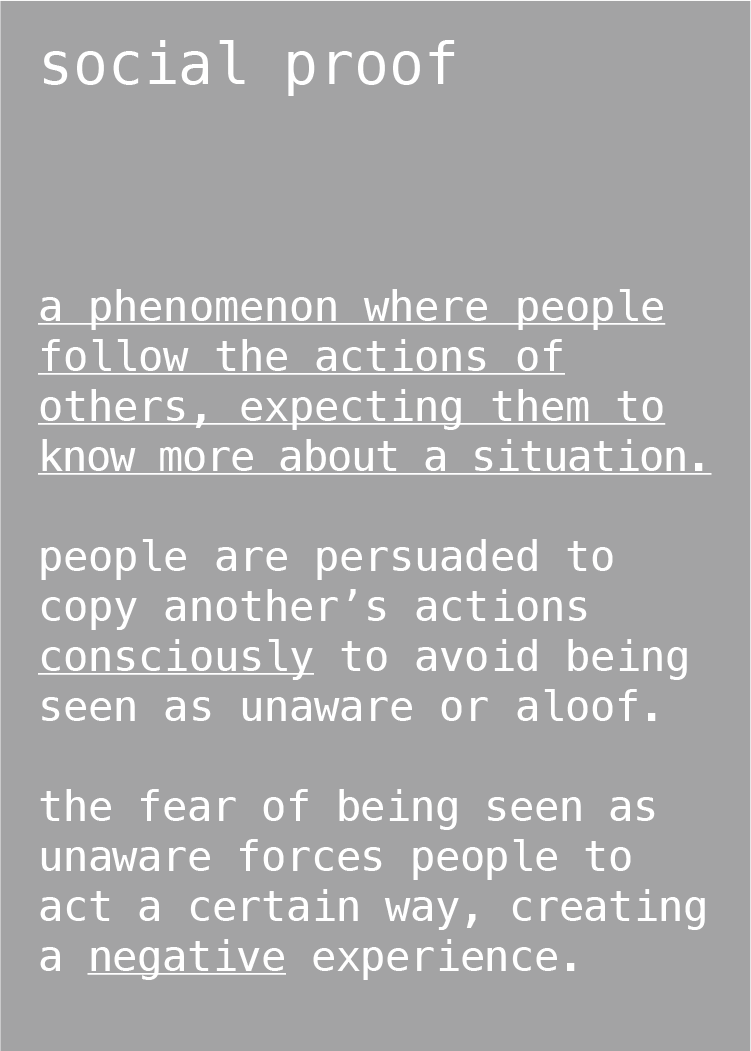 social proof
a phenomenon where people
follow the actions of
others, expecting them to
know more about a situation.
people are persuaded to
copy another’s actions
consciously to avoid being
seen as unaware or aloof.
the fear of being seen as
unaware forces people to
act a certain way, creating
a negative experience.